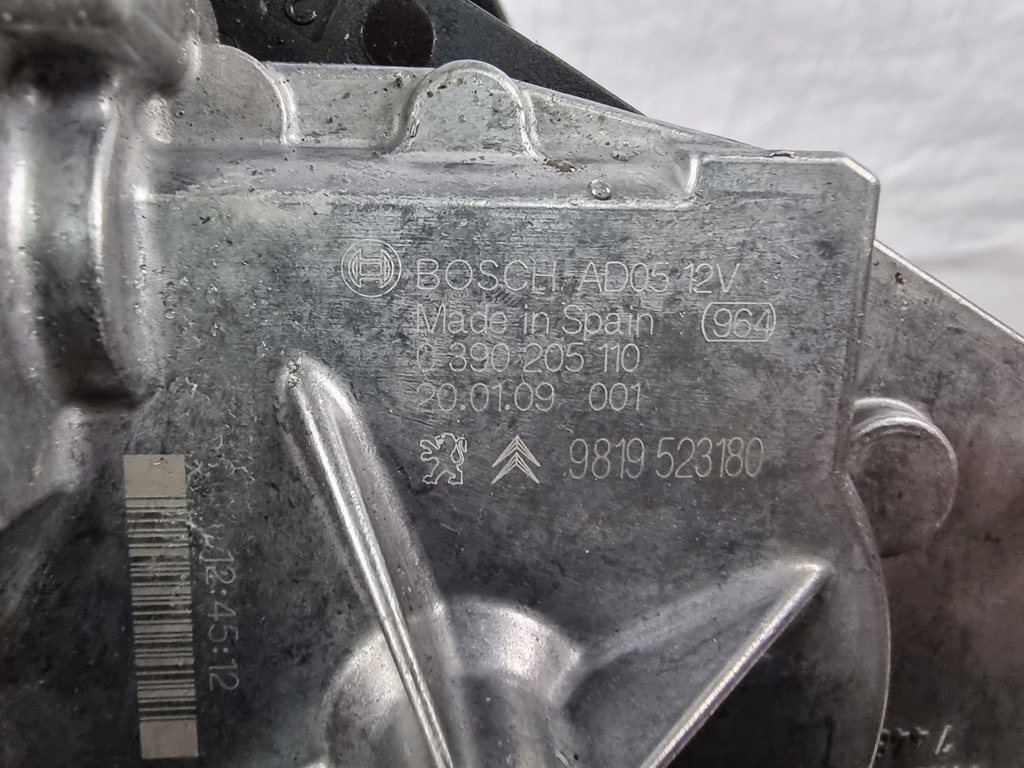 BOSCH AD05 12V
Made in Spain 964
0 390 205 110
20.01.09 001
9819 523180
12:45:12